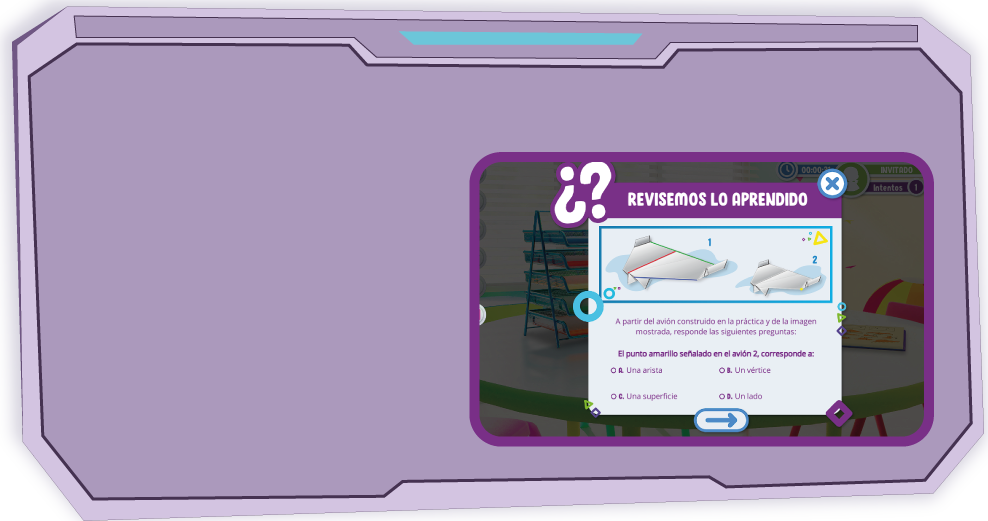 00:00:
INVITADO
Intentos 1
¿?
REVISEMOS LO APRENDIDO
1
2
A partir del avión construido en la práctica y de la imagen
mostrada, responde las siguientes preguntas:
El punto amarillo señalado en el avión 2, corresponde a:
A. Una arista
B. Un vértice
C. Una superficie
D. Un lado